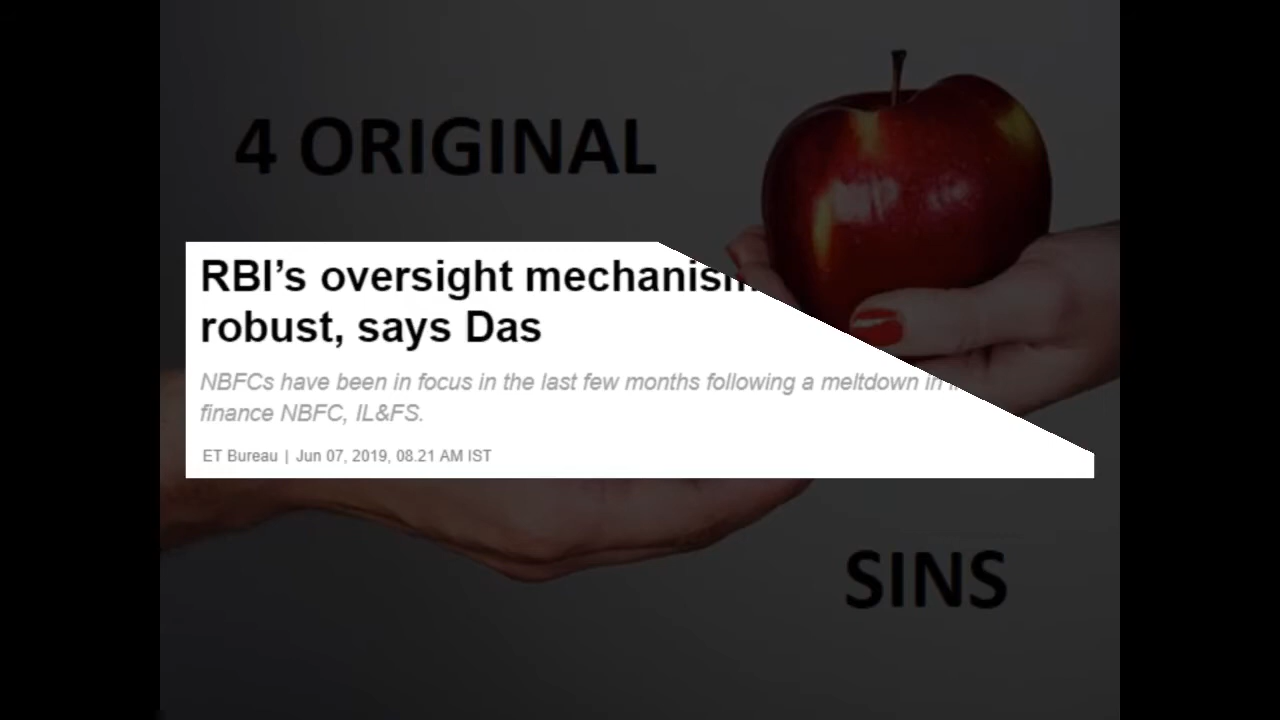 4 ORIGINAL
RBI's oversight mechanism
robust, says Das
NBFCs have been in focus in the last few months following a meltdown in
finance NBFC, IL&FS.
ET Bureau | Jun 07, 2019, 08.21 AM IST
SINS